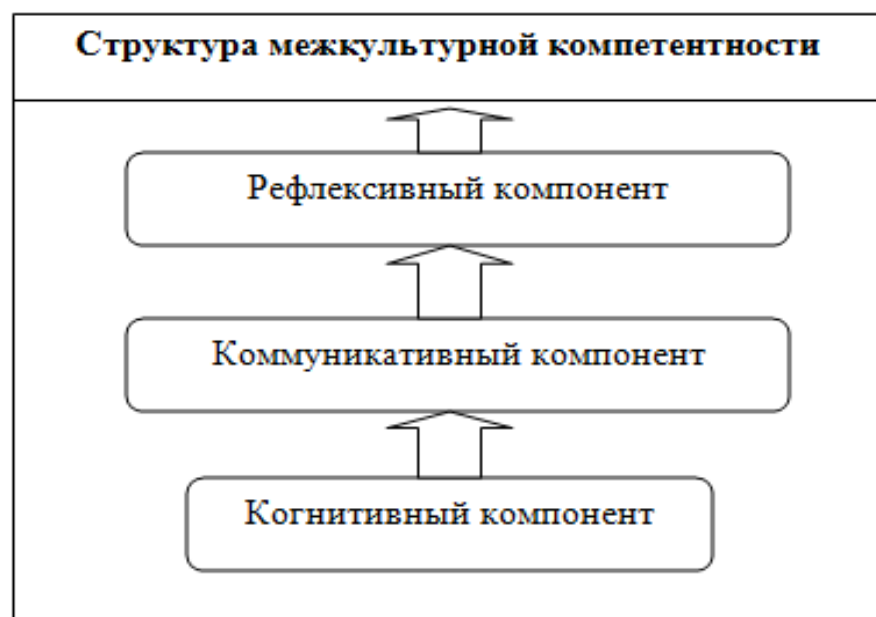 Структура межкультурной компетентности
Рефлексивный компонент
Коммуникативный компонент
Когнитивный компонент